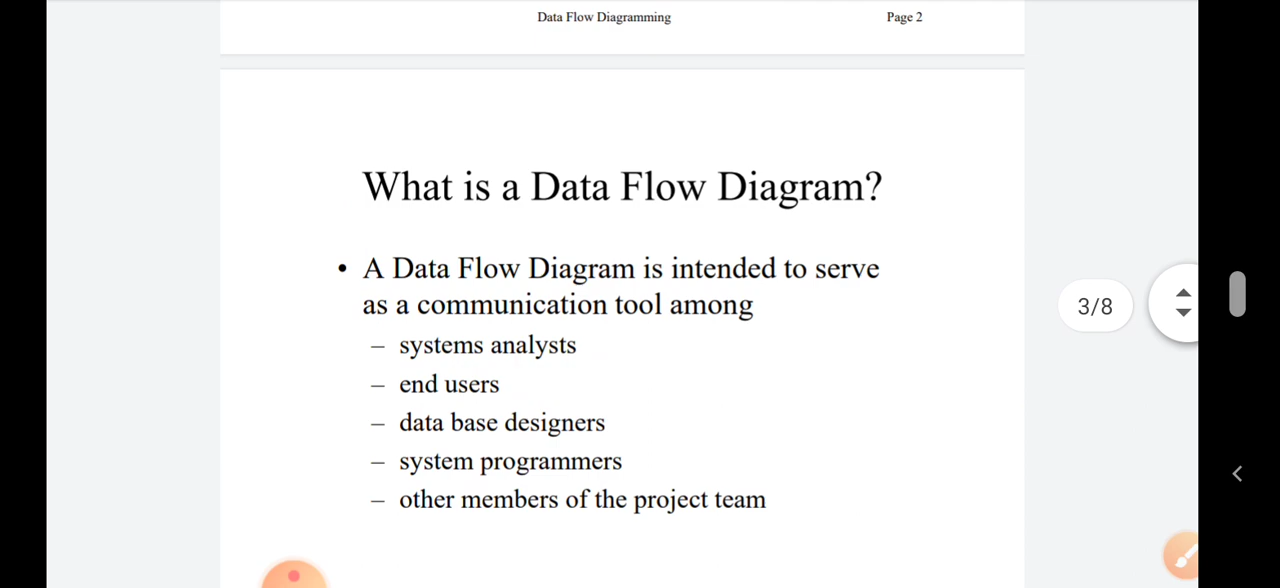 Data Flow Diagramming Page 2
What is a Data Flow Diagram?
• A Data Flow Diagram is intended to serve
as a communication tool among
– systems analysts
– end users
– data base designers
– system programmers
– other members of the project team
3/8